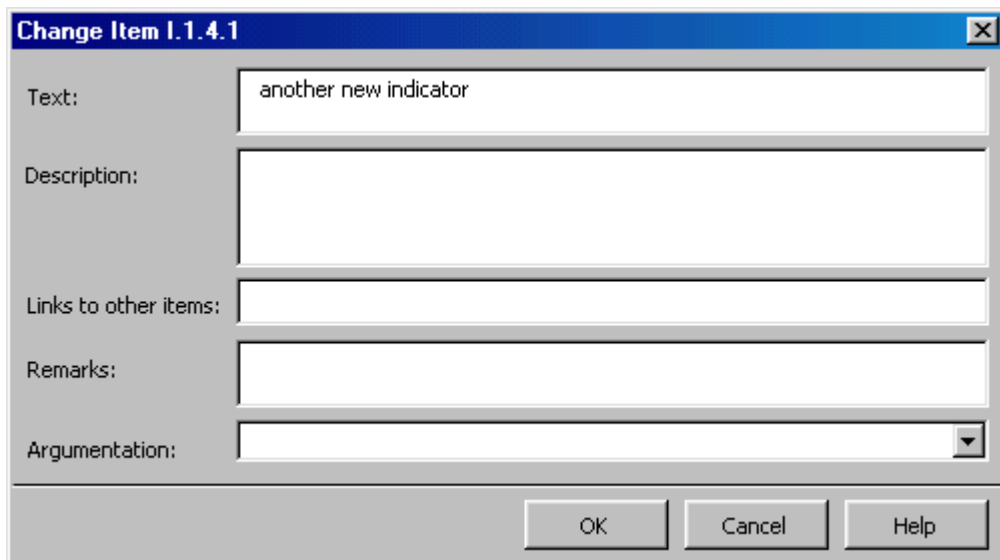 Change Item I.1.4.1
Text:
another new indicator
Description:
Links to other items:
Remarks:
Argumentation:
OK
Cancel
Help